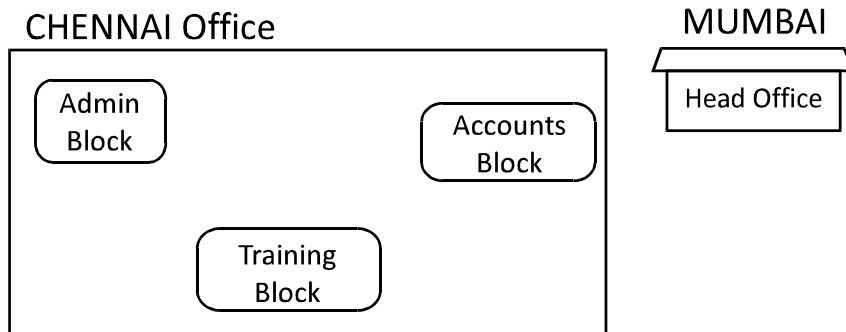 CHENNAI Office
MUMBAI
Head Office
Admin
Block
Accounts
Block
Training
Block